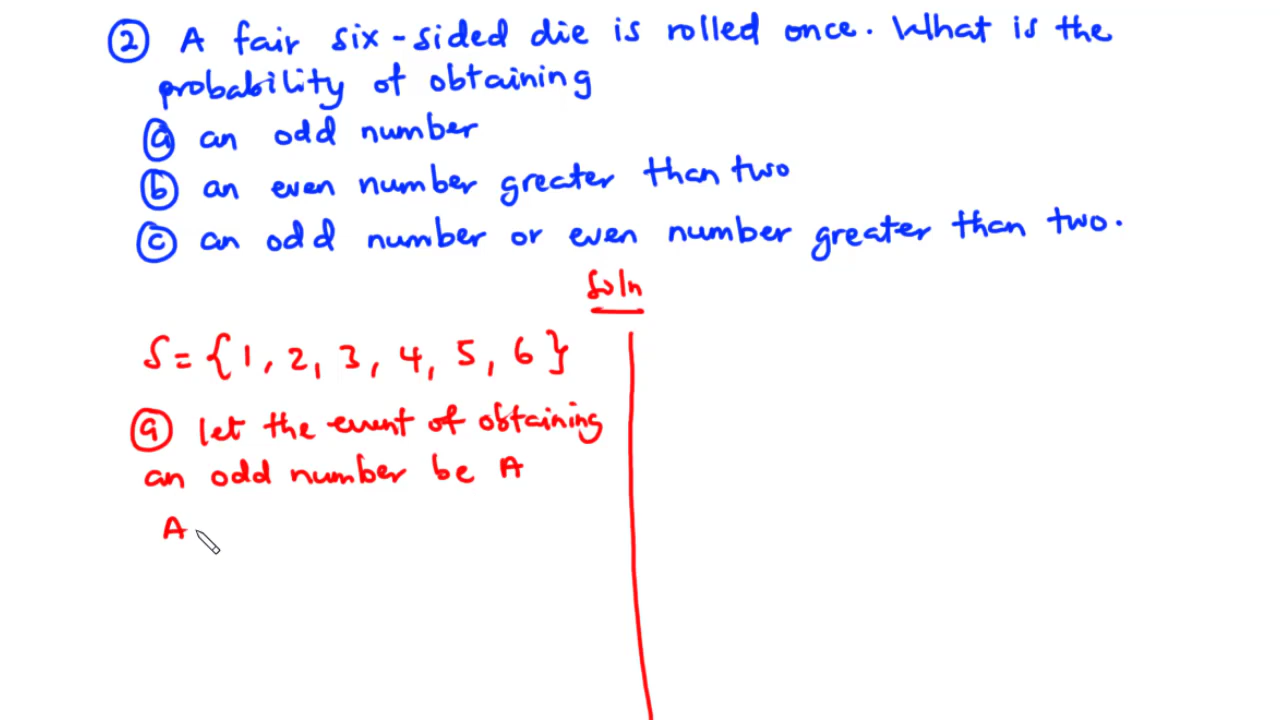 ② A fair six-sided die is rolled once. What is the
probability of obtaining
ⓐ an odd number
ⓑ an even number greater than two
ⓒ an odd number or even number greater than two.
Soln
S = {1, 2, 3, 4, 5, 6}
ⓐ let the event of obtaining
an odd number be A
A